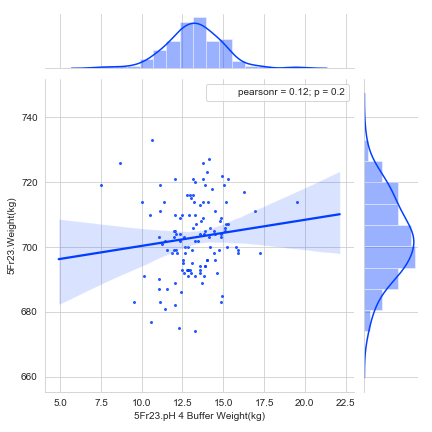 pearsonr = 0.12; p = 0.2
740
720
700
680
660
5Fr23.Weight(kg)
5.0 7.5 10.0 12.5 15.0 17.5 20.0 22.5
5Fr23.pH 4 Buffer Weight(kg)